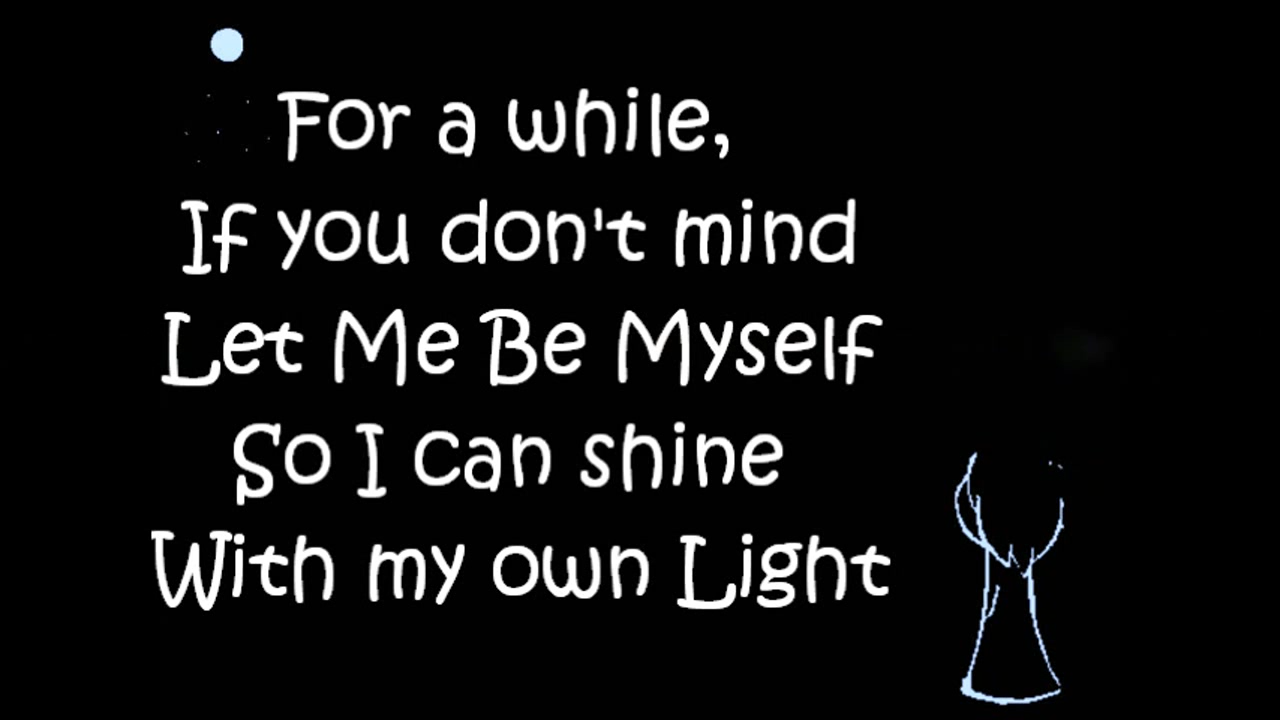 For a while,
If you don't mind
Let Me Be Myself
So I can shine
With my own Light